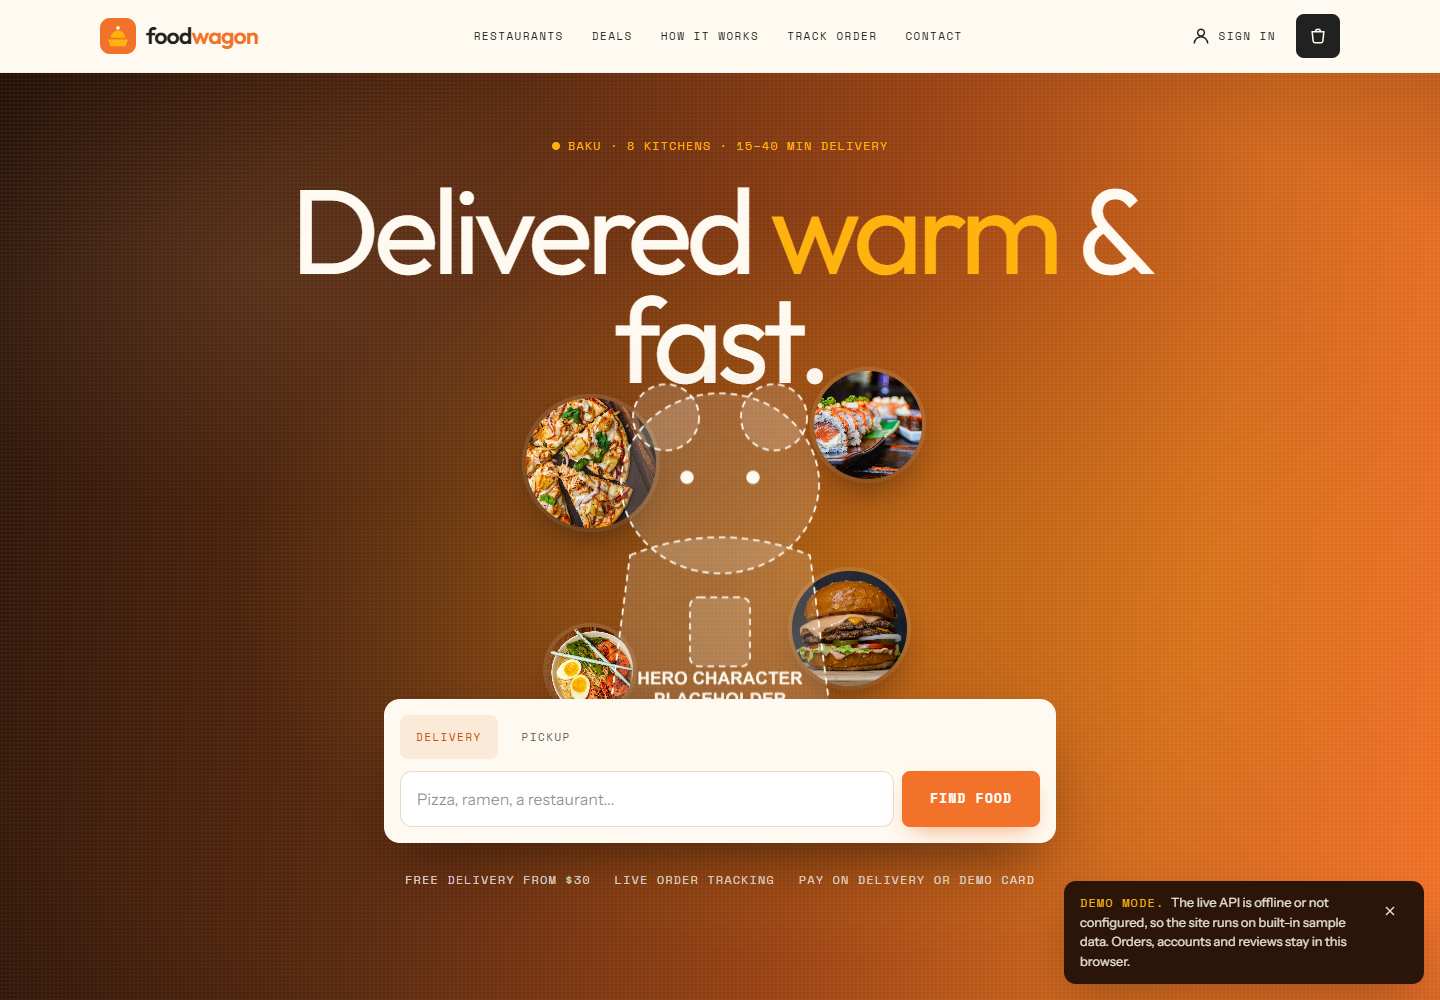 foodwagon
RESTAURANTS DEALS HOW IT WORKS TRACK ORDER CONTACT
SIGN IN
BAKU · 8 KITCHENS · 15–40 MIN DELIVERY
Delivered warm &
fast.
HERO CHARACTER
PLACEHOLDER
DELIVERY PICKUP
Pizza, ramen, a restaurant...
FIND FOOD
FREE DELIVERY FROM $30 LIVE ORDER TRACKING PAY ON DELIVERY OR DEMO CARD
DEMO MODE. The live API is offline or not
configured, so the site runs on built-in sample
data. Orders, accounts and reviews stay in this
browser.